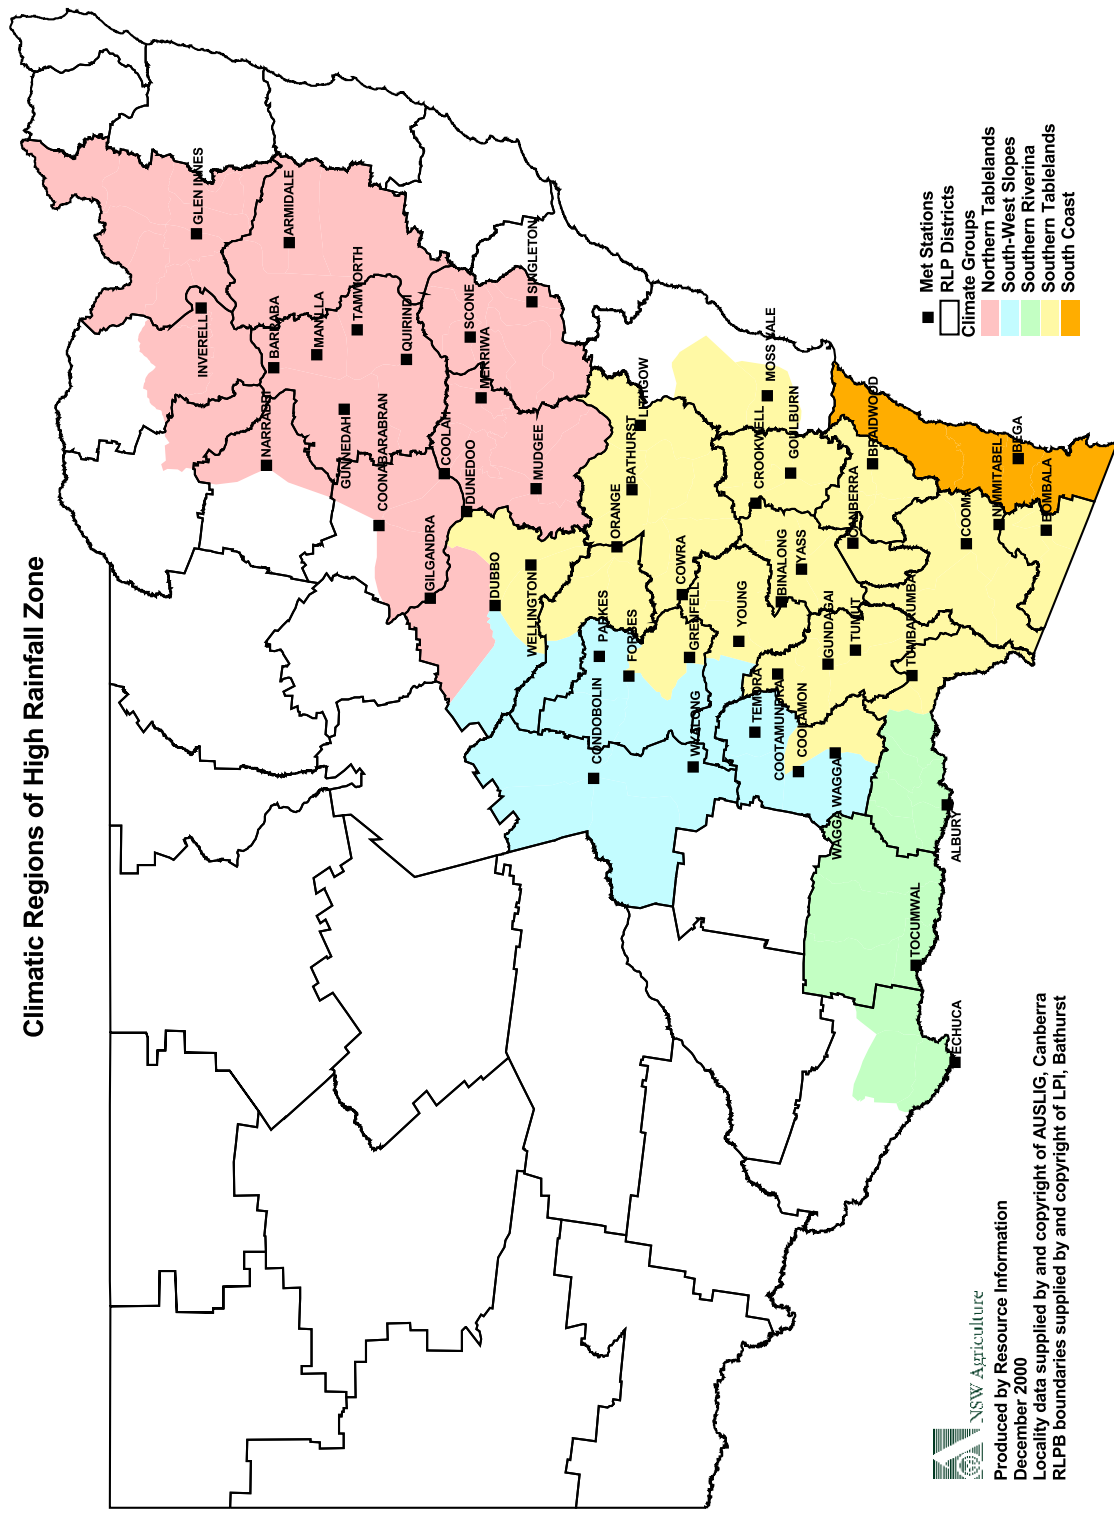 Climatic Regions of High Rainfall Zone
GLEN INNES
INVERELL
ARMIDALE
BARRABA
MANILLA
TAMWORTH
NARRABRI
GUNNEDAH
QUIRINDI
COONABARABRAN
COOLAH
SCONE
MERRIWA
SINGLETON
GILGANDRA
DUNEDOO
MUDGEE
DUBBO
WELLINGTON
ORANGE
BATHURST
LITHGOW
PARKES
FORBES
COWRA
GRENFELL
CONDOBOLIN
WYALONG
YOUNG
CROOKWELL
MOSS VALE
GOULBURN
BINALONG
YASS
CANBERRA
BRAIDWOOD
TEMORA
COOTAMUNDRA
COOLAMON
GUNDAGAI
TUMUT
TUMBARUMBA
WAGGA WAGGA
COOMA
NIMMITABEL
BEGA
BOMBALA
ALBURY
TOCUMWAL
ECHUCA
Met Stations
RLP Districts
Climate Groups
Northern Tablelands
South-West Slopes
Southern Riverina
Southern Tablelands
South Coast
NSW Agriculture
Produced by Resource Information
December 2000
Locality data supplied by and copyright of AUSLIG, Canberra
RLPB boundaries supplied by and copyright of LPI, Bathurst